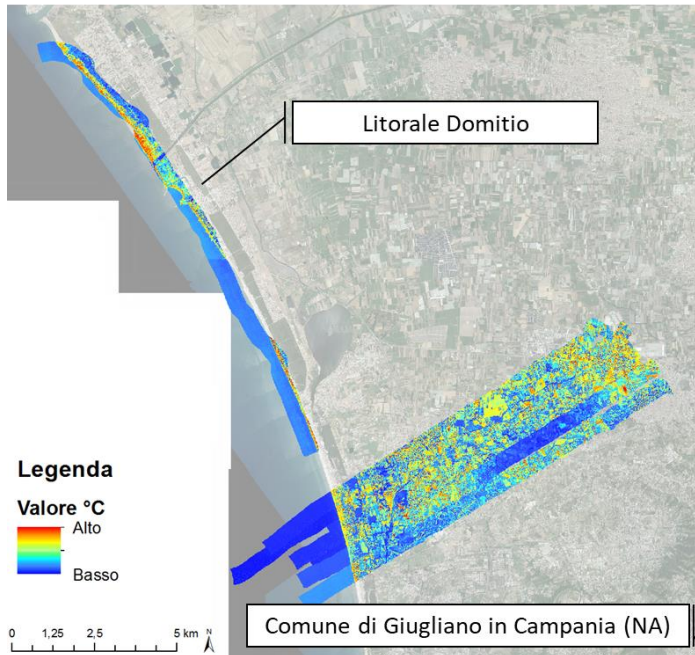 Litorale Domitio
Legenda
Valore °C
Alto
Basso
0 1,25 2,5 5 km
N
Comune di Giugliano in Campania (NA)